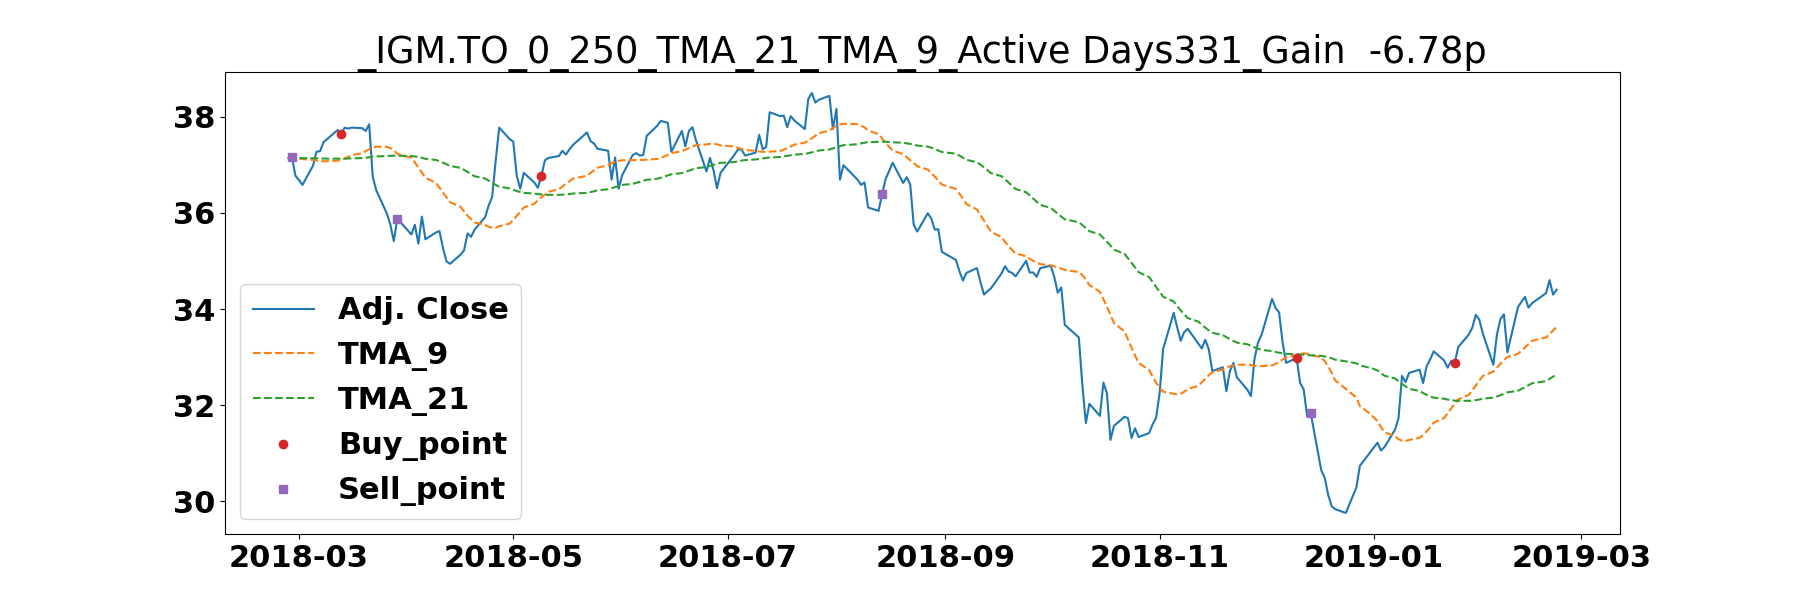 _IGM.TO_0_250_TMA_21_TMA_9_Active Days331_Gain  -6.78p
38
36
34
32
30
Adj. Close
TMA_9
TMA_21
Buy_point
Sell_point
2018-03 2018-05 2018-07 2018-09 2018-11 2019-01 2019-03